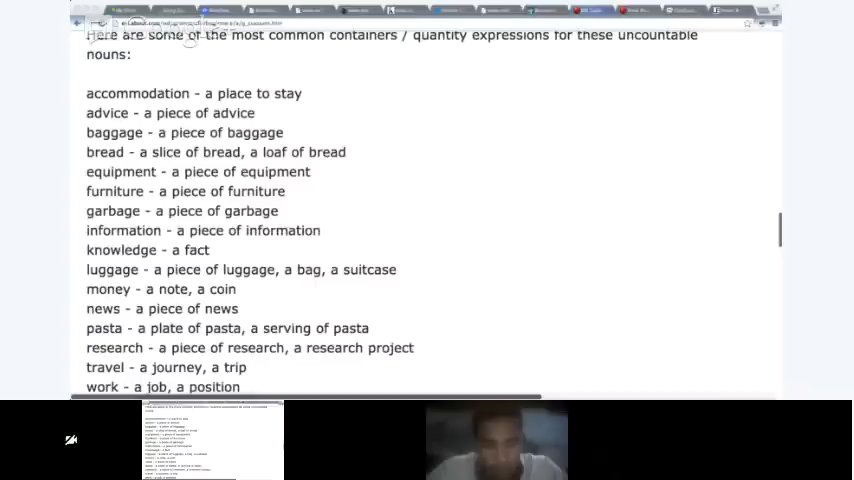 Here are some of the most common containers / quantity expressions for these uncountable
nouns:
accommodation - a place to stay
advice - a piece of advice
baggage - a piece of baggage
bread - a slice of bread, a loaf of bread
equipment - a piece of equipment
furniture - a piece of furniture
garbage - a piece of garbage
information - a piece of information
knowledge - a fact
luggage - a piece of luggage, a bag, a suitcase
money - a note, a coin
news - a piece of news
pasta - a plate of pasta, a serving of pasta
research - a piece of research, a research project
travel - a journey, a trip
work - a job, a position